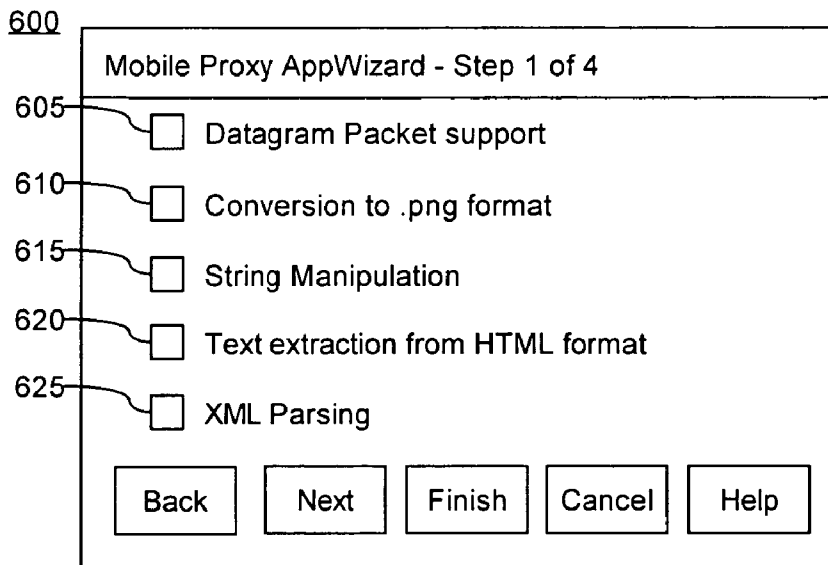 600
Mobile Proxy AppWizard - Step 1 of 4
605 Datagram Packet support
610 Conversion to .png format
615 String Manipulation
620 Text extraction from HTML format
625 XML Parsing
Back Next Finish Cancel Help